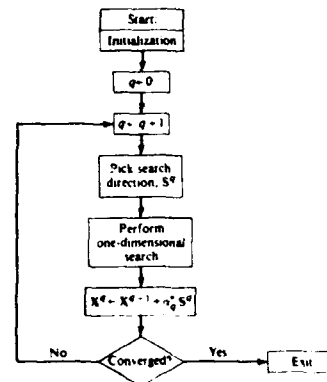 Start:
Initialization
q← 0
q← q + 1
Pick search
direction, S^q
Perform
one-dimensional
search
X^q ← X^q-1 + α*_q S^q
No
Converged?
Yes
Exit